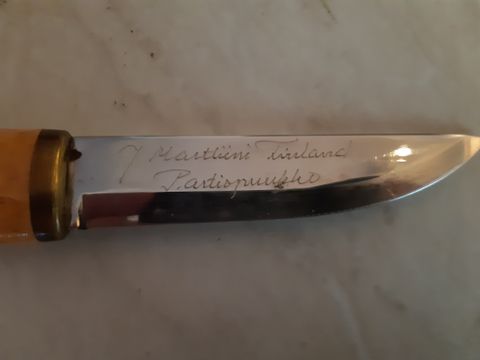 J Marttiini Finland
Partiopuukko